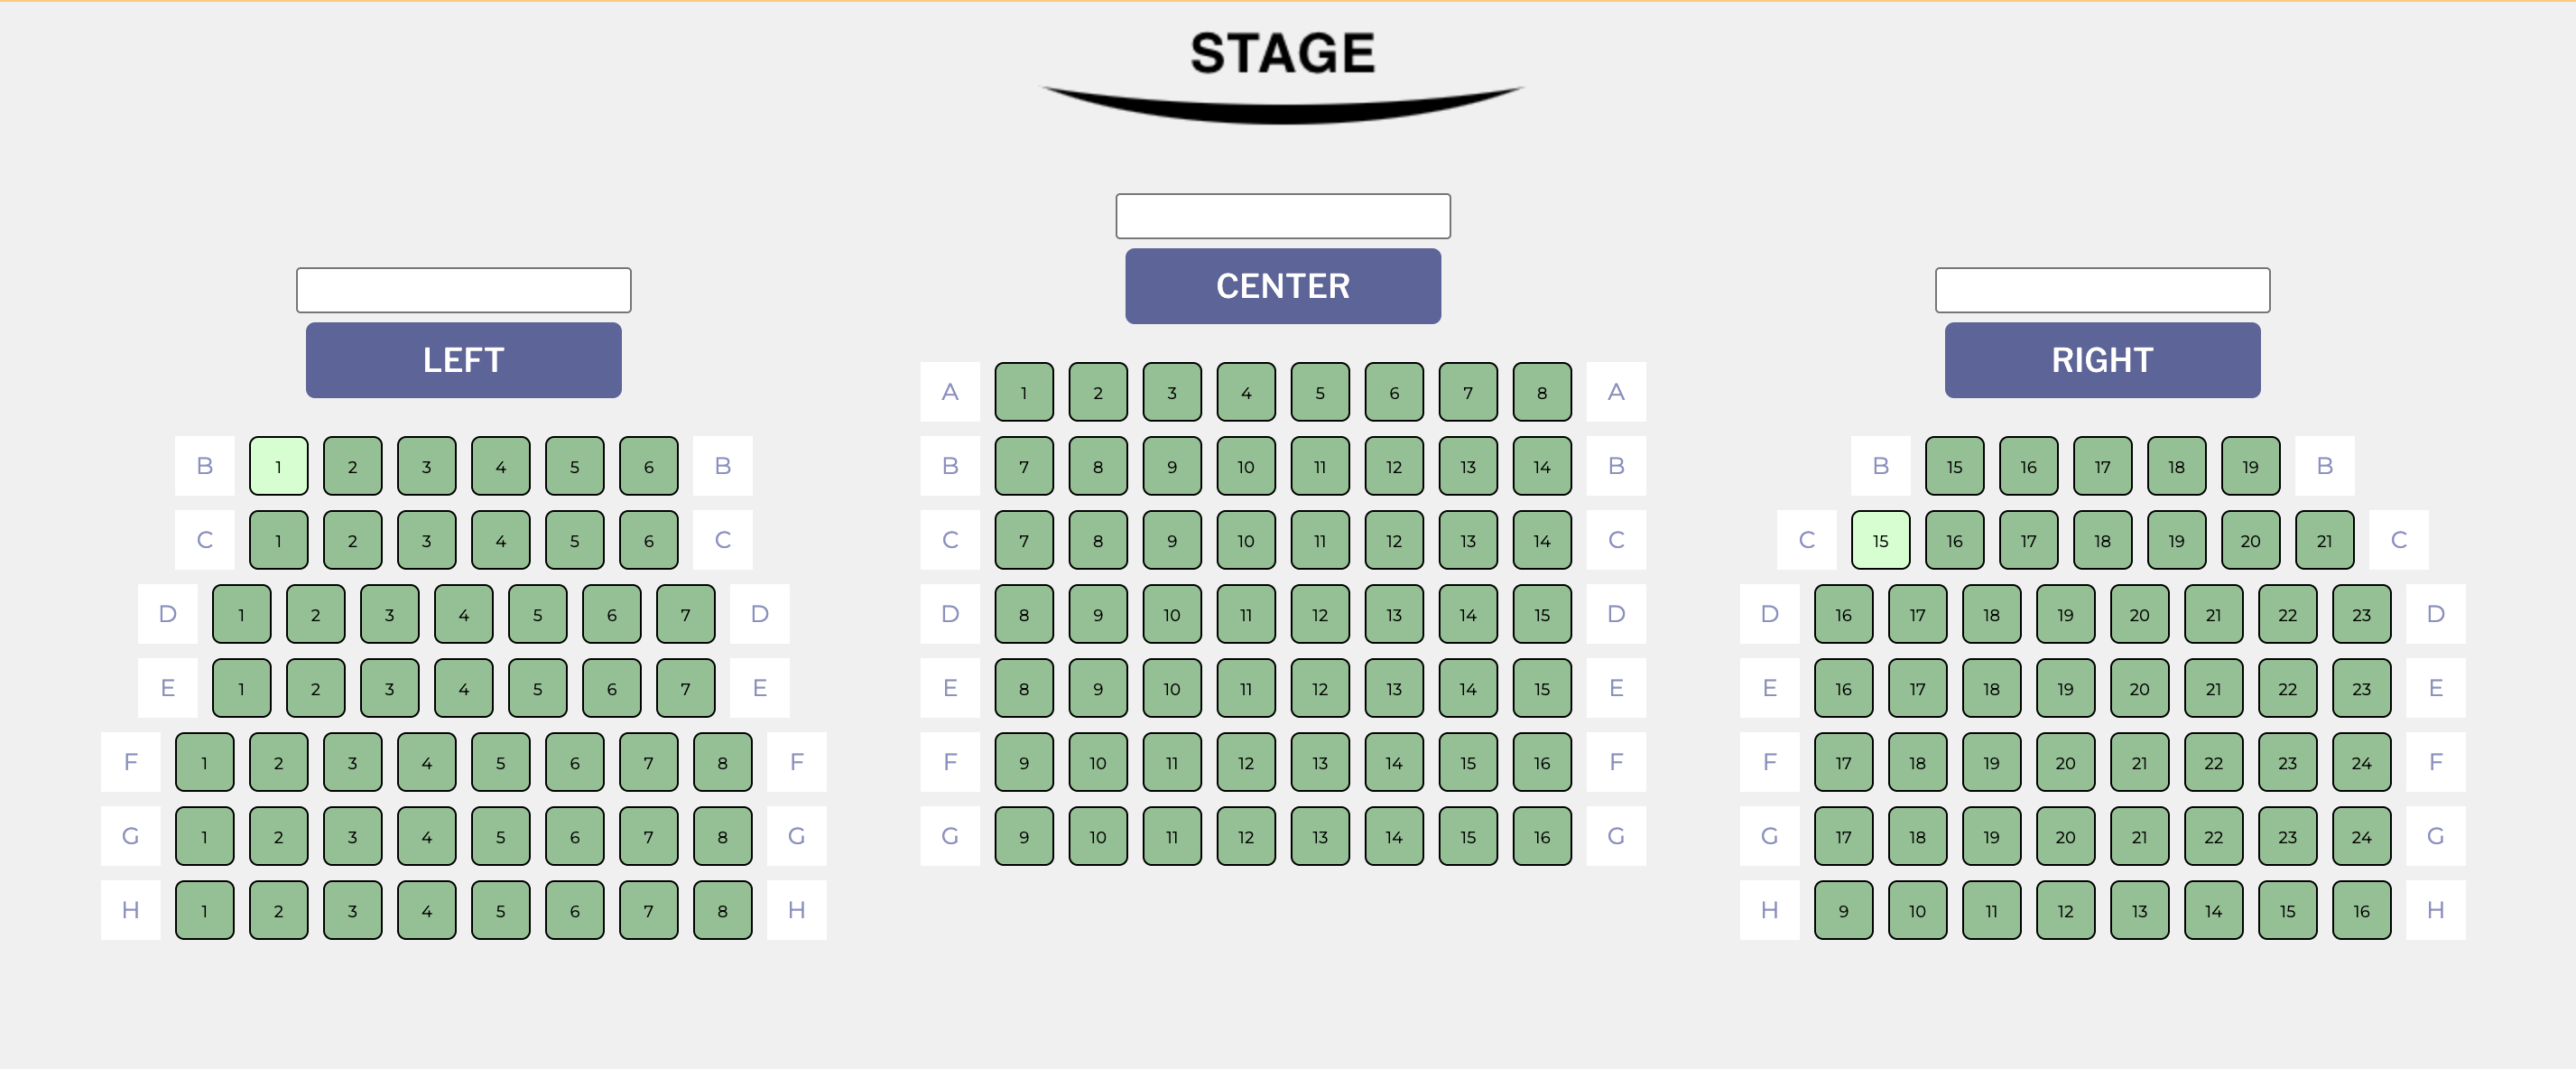 STAGE
LEFT
B 1 2 3 4 5 6 B
C 1 2 3 4 5 6 C
D 1 2 3 4 5 6 7 D
E 1 2 3 4 5 6 7 E
F 1 2 3 4 5 6 7 8 F
G 1 2 3 4 5 6 7 8 G
H 1 2 3 4 5 6 7 8 H
CENTER
A 1 2 3 4 5 6 7 8 A
B 7 8 9 10 11 12 13 14 B
C 7 8 9 10 11 12 13 14 C
D 8 9 10 11 12 13 14 15 D
E 8 9 10 11 12 13 14 15 E
F 9 10 11 12 13 14 15 16 F
G 9 10 11 12 13 14 15 16 G
RIGHT
B 15 16 17 18 19 B
C 15 16 17 18 19 20 21 C
D 16 17 18 19 20 21 22 23 D
E 16 17 18 19 20 21 22 23 E
F 17 18 19 20 21 22 23 24 F
G 17 18 19 20 21 22 23 24 G
H 9 10 11 12 13 14 15 16 H